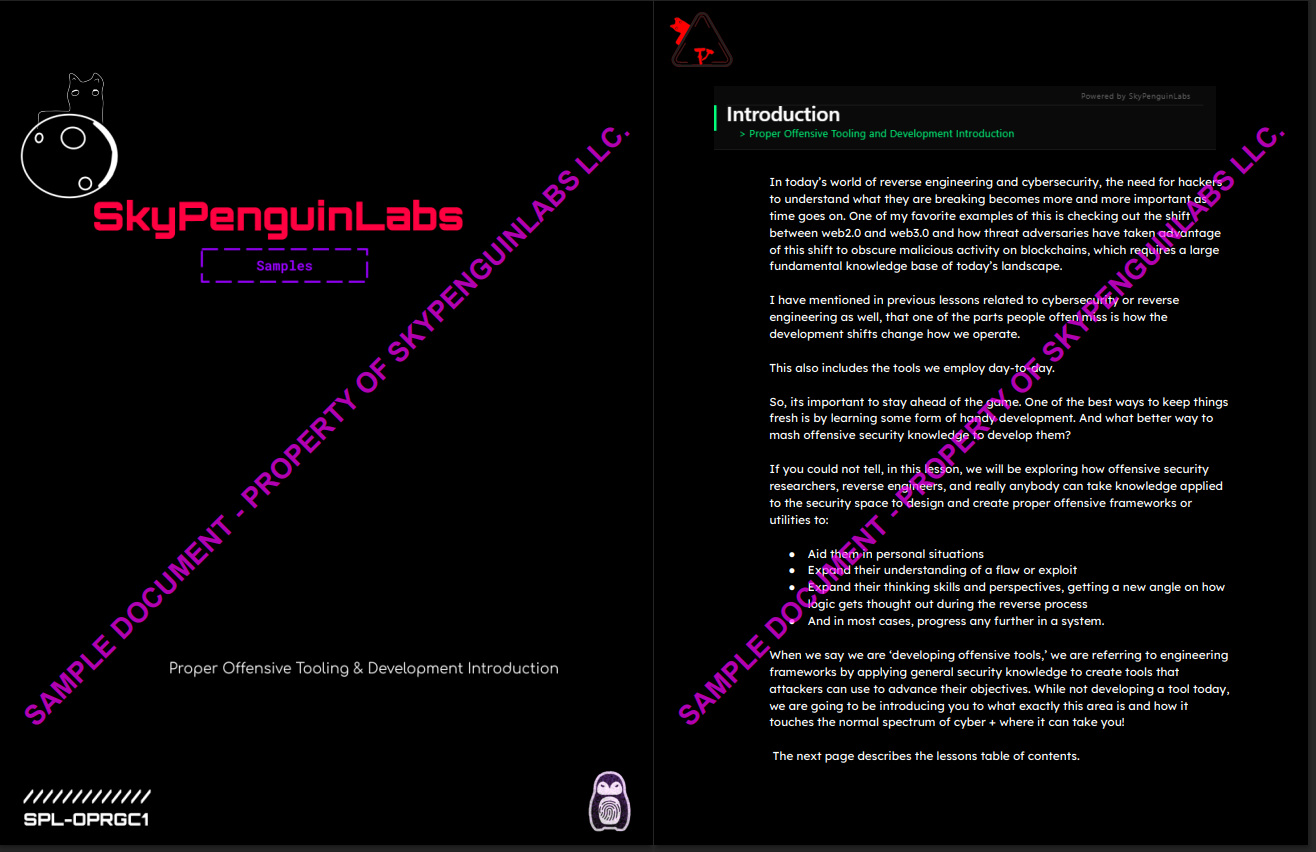 SkyPenguinLabs
Samples
SAMPLE DOCUMENT - PROPERTY OF SKYPENGUINLABS LLC.
Proper Offensive Tooling & Development Introduction
SPL-OPRGC1
Powered by SkyPenguinLabs
Introduction
> Proper Offensive Tooling and Development Introduction
In today's world of reverse engineering and cybersecurity, the need for hackers
to understand what they are breaking becomes more and more important as
time goes on. One of my favorite examples of this is checking out the shift
between web2.0 and web3.0 and how threat adversaries have taken advantage
of this shift to obscure malicious activity on blockchains, which requires a large
fundamental knowledge base of today's landscape.
I have mentioned in previous lessons related to cybersecurity or reverse
engineering as well, that one of the parts people often miss is how the
development shifts change how we operate.
This also includes the tools we employ day-to-day.
So, its important to stay ahead of the game. One of the best ways to keep things
fresh is by learning some form of handy development. And what better way to
mash offensive security knowledge to develop them?
If you could not tell, in this lesson, we will be exploring how offensive security
researchers, reverse engineers, and really anybody can take knowledge applied
to the security space to design and create proper offensive frameworks or
utilities to:
● Aid them in personal situations
● Expand their understanding of a flaw or exploit
● Expand their thinking skills and perspectives, getting a new angle on how
logic gets thought out during the reverse process
● And in most cases, progress any further in a system.
When we say we are ‘developing offensive tools,’ we are referring to engineering
frameworks by applying general security knowledge to create tools that
attackers can use to advance their objectives. While not developing a tool today,
we are going to be introducing you to what exactly this area is and how it
touches the normal spectrum of cyber + where it can take you!
The next page describes the lessons table of contents.
SAMPLE DOCUMENT - PROPERTY OF SKYPENGUINLABS LLC.